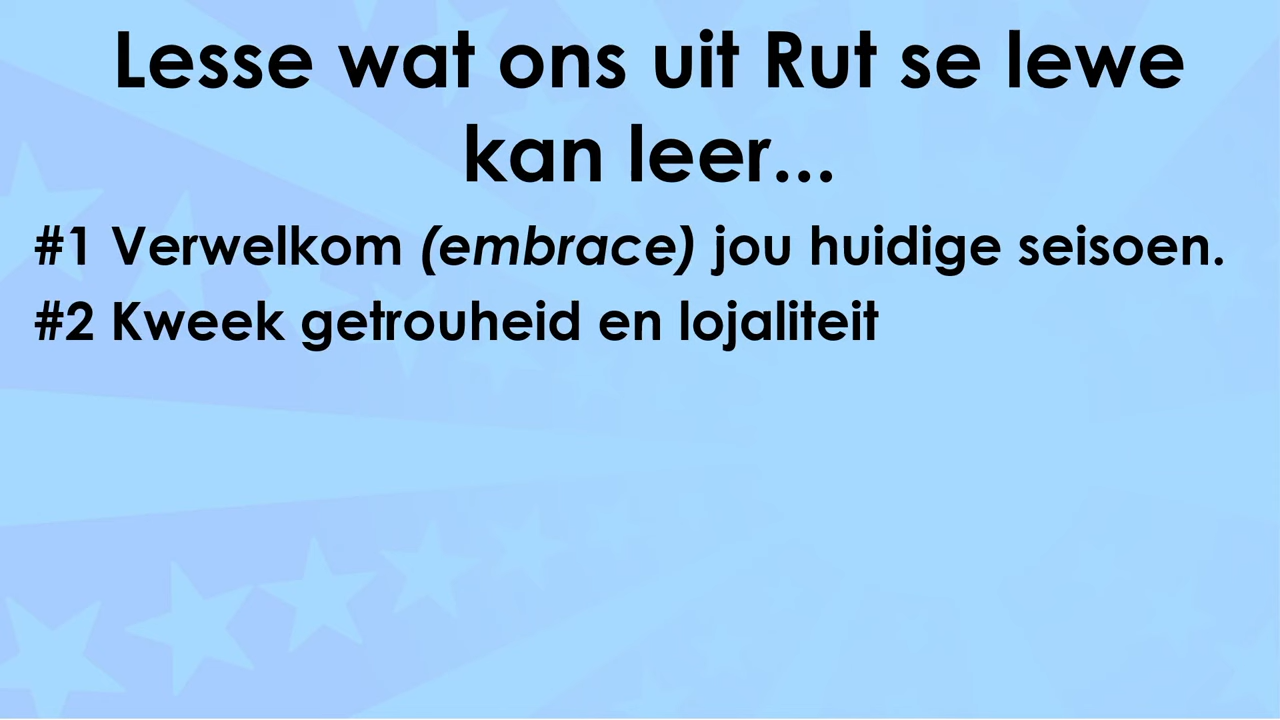 Lesse wat ons uit Rut se lewe
kan leer...
#1 Verwelkom (embrace) jou huidige seisoen.
#2 Kweek getrouheid en lojaliteit